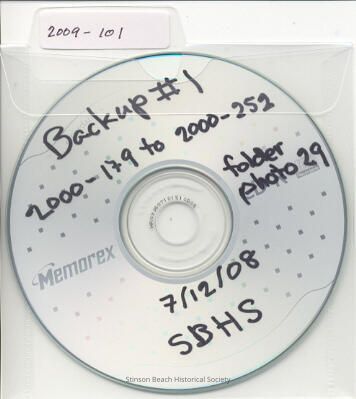 2009-101
Backup #1
2000-179 to 2000-252
folder
photo 29
Memorex
7/12/08
SBHS
Stinson Beach Historical Society